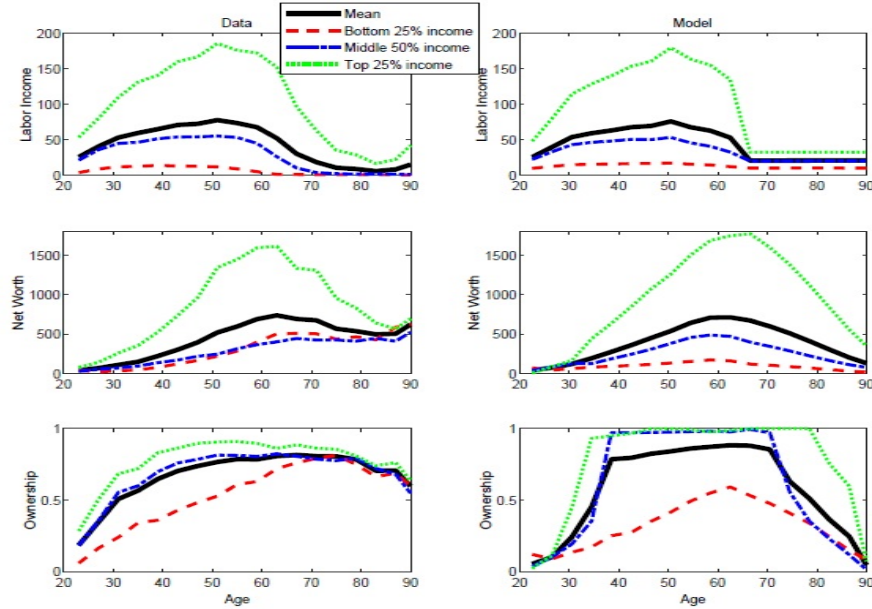 Data
Model
Mean
Bottom 25% income
Middle 50% income
Top 25% income
Labor Income
200
150
100
50
0
20 30 40 50 60 70 80 90
Labor Income
200
150
100
50
0
20 30 40 50 60 70 80 90
Net Worth
1500
1000
500
0
20 30 40 50 60 70 80 90
Net Worth
1500
1000
500
0
20 30 40 50 60 70 80 90
Ownership
1
0.5
0
20 30 40 50 60 70 80 90
Age
Ownership
1
0.5
0
20 30 40 50 60 70 80 90
Age